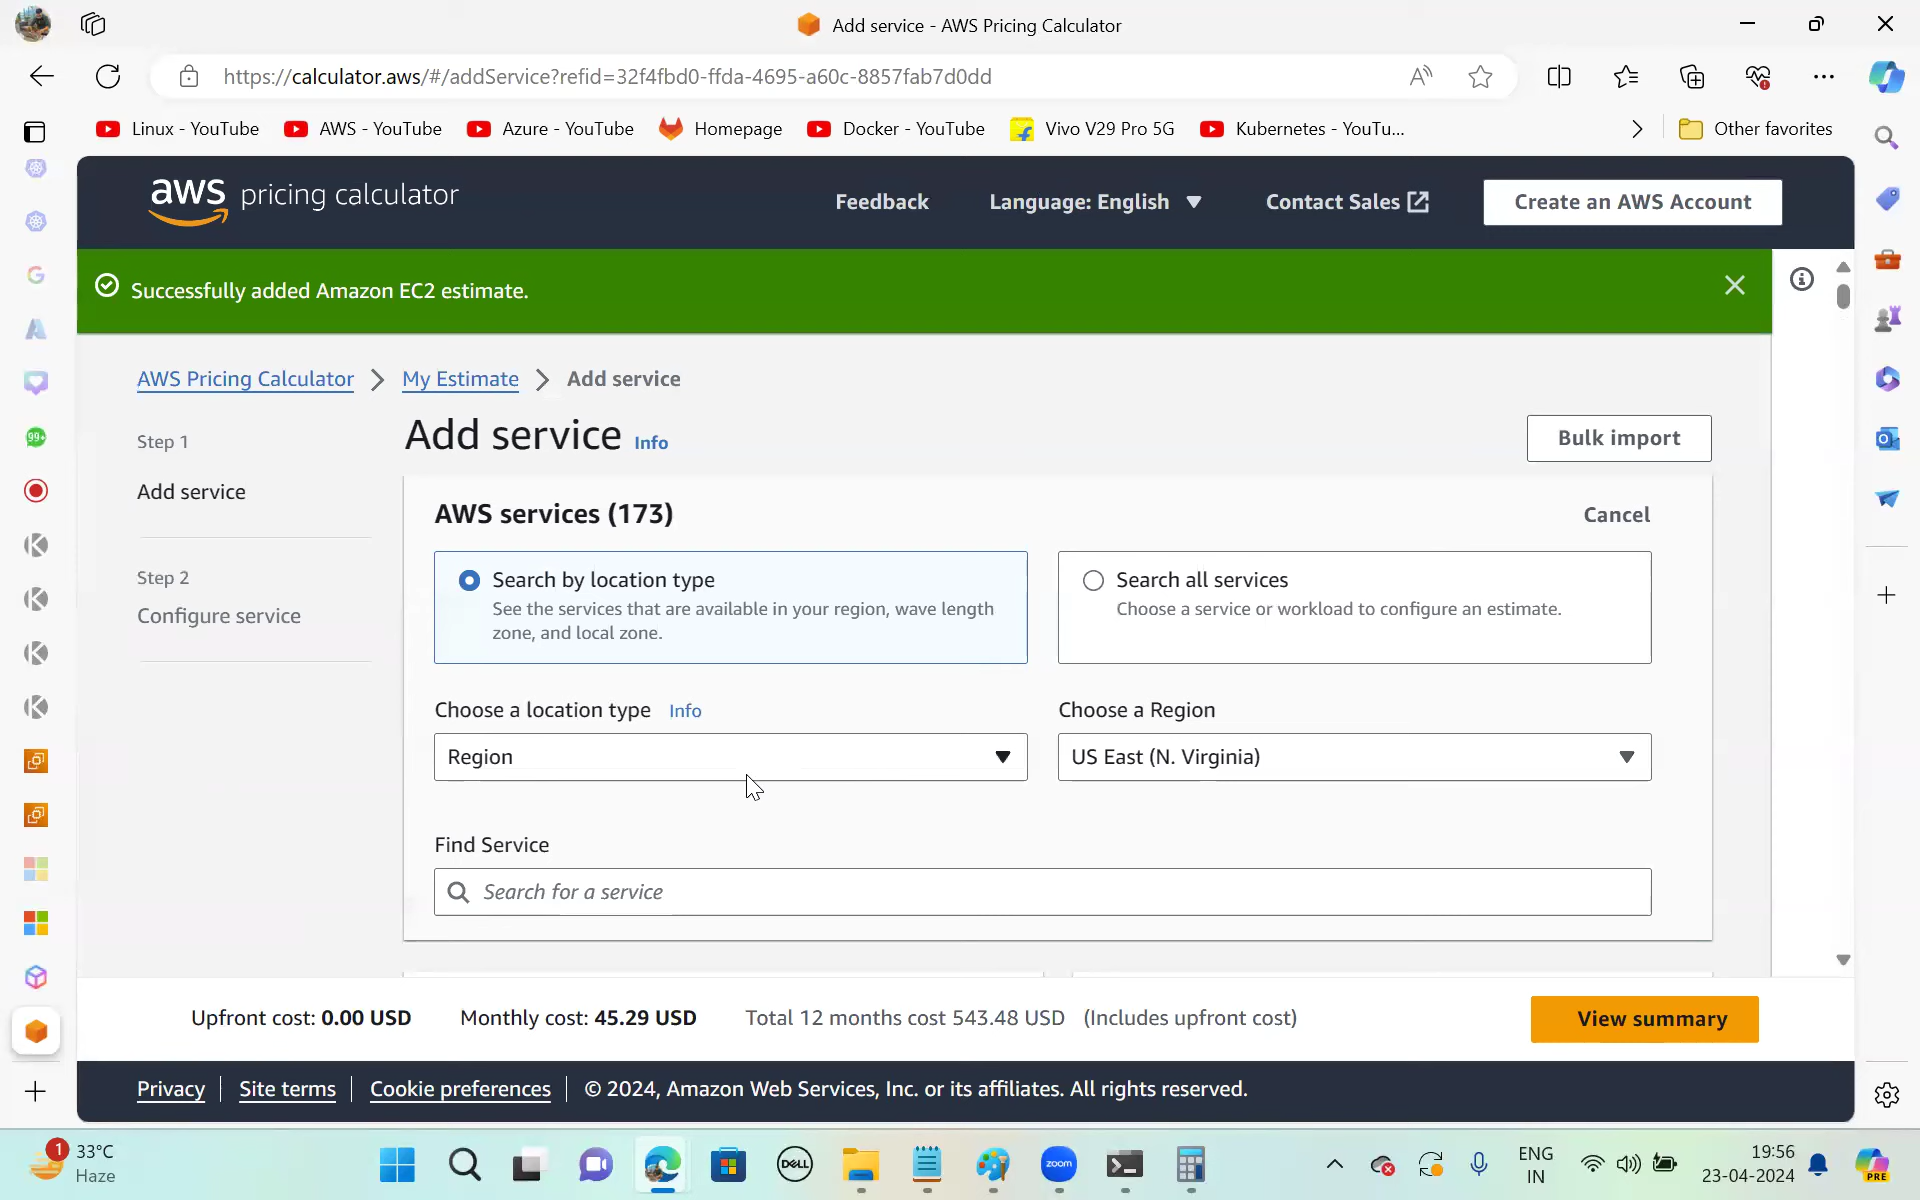 Add service - AWS Pricing Calculator
https://calculator.aws/#/addService?refid=32f4fbd0-ffda-4695-a60c-8857fab7d0dd
Linux - YouTube
AWS - YouTube
Azure - YouTube
Homepage
Docker - YouTube
Vivo V29 Pro 5G
Kubernetes - YouTu...
Other favorites
aws pricing calculator
Feedback
Language: English
Contact Sales
Create an AWS Account
Successfully added Amazon EC2 estimate.
AWS Pricing Calculator
My Estimate
Add service
Step 1
Add service
Step 2
Configure service
Add service Info
Bulk import
AWS services (173)
Cancel
Search by location type
See the services that are available in your region, wave length
zone, and local zone.
Search all services
Choose a service or workload to configure an estimate.
Choose a location type Info
Region
Choose a Region
US East (N. Virginia)
Find Service
Search for a service
Upfront cost: 0.00 USD
Monthly cost: 45.29 USD
Total 12 months cost 543.48 USD (Includes upfront cost)
View summary
Privacy
Site terms
Cookie preferences
© 2024, Amazon Web Services, Inc. or its affiliates. All rights reserved.
99+
1
33°C
Haze
DELL
zoom
ENG
IN
19:56
23-04-2024
PRE